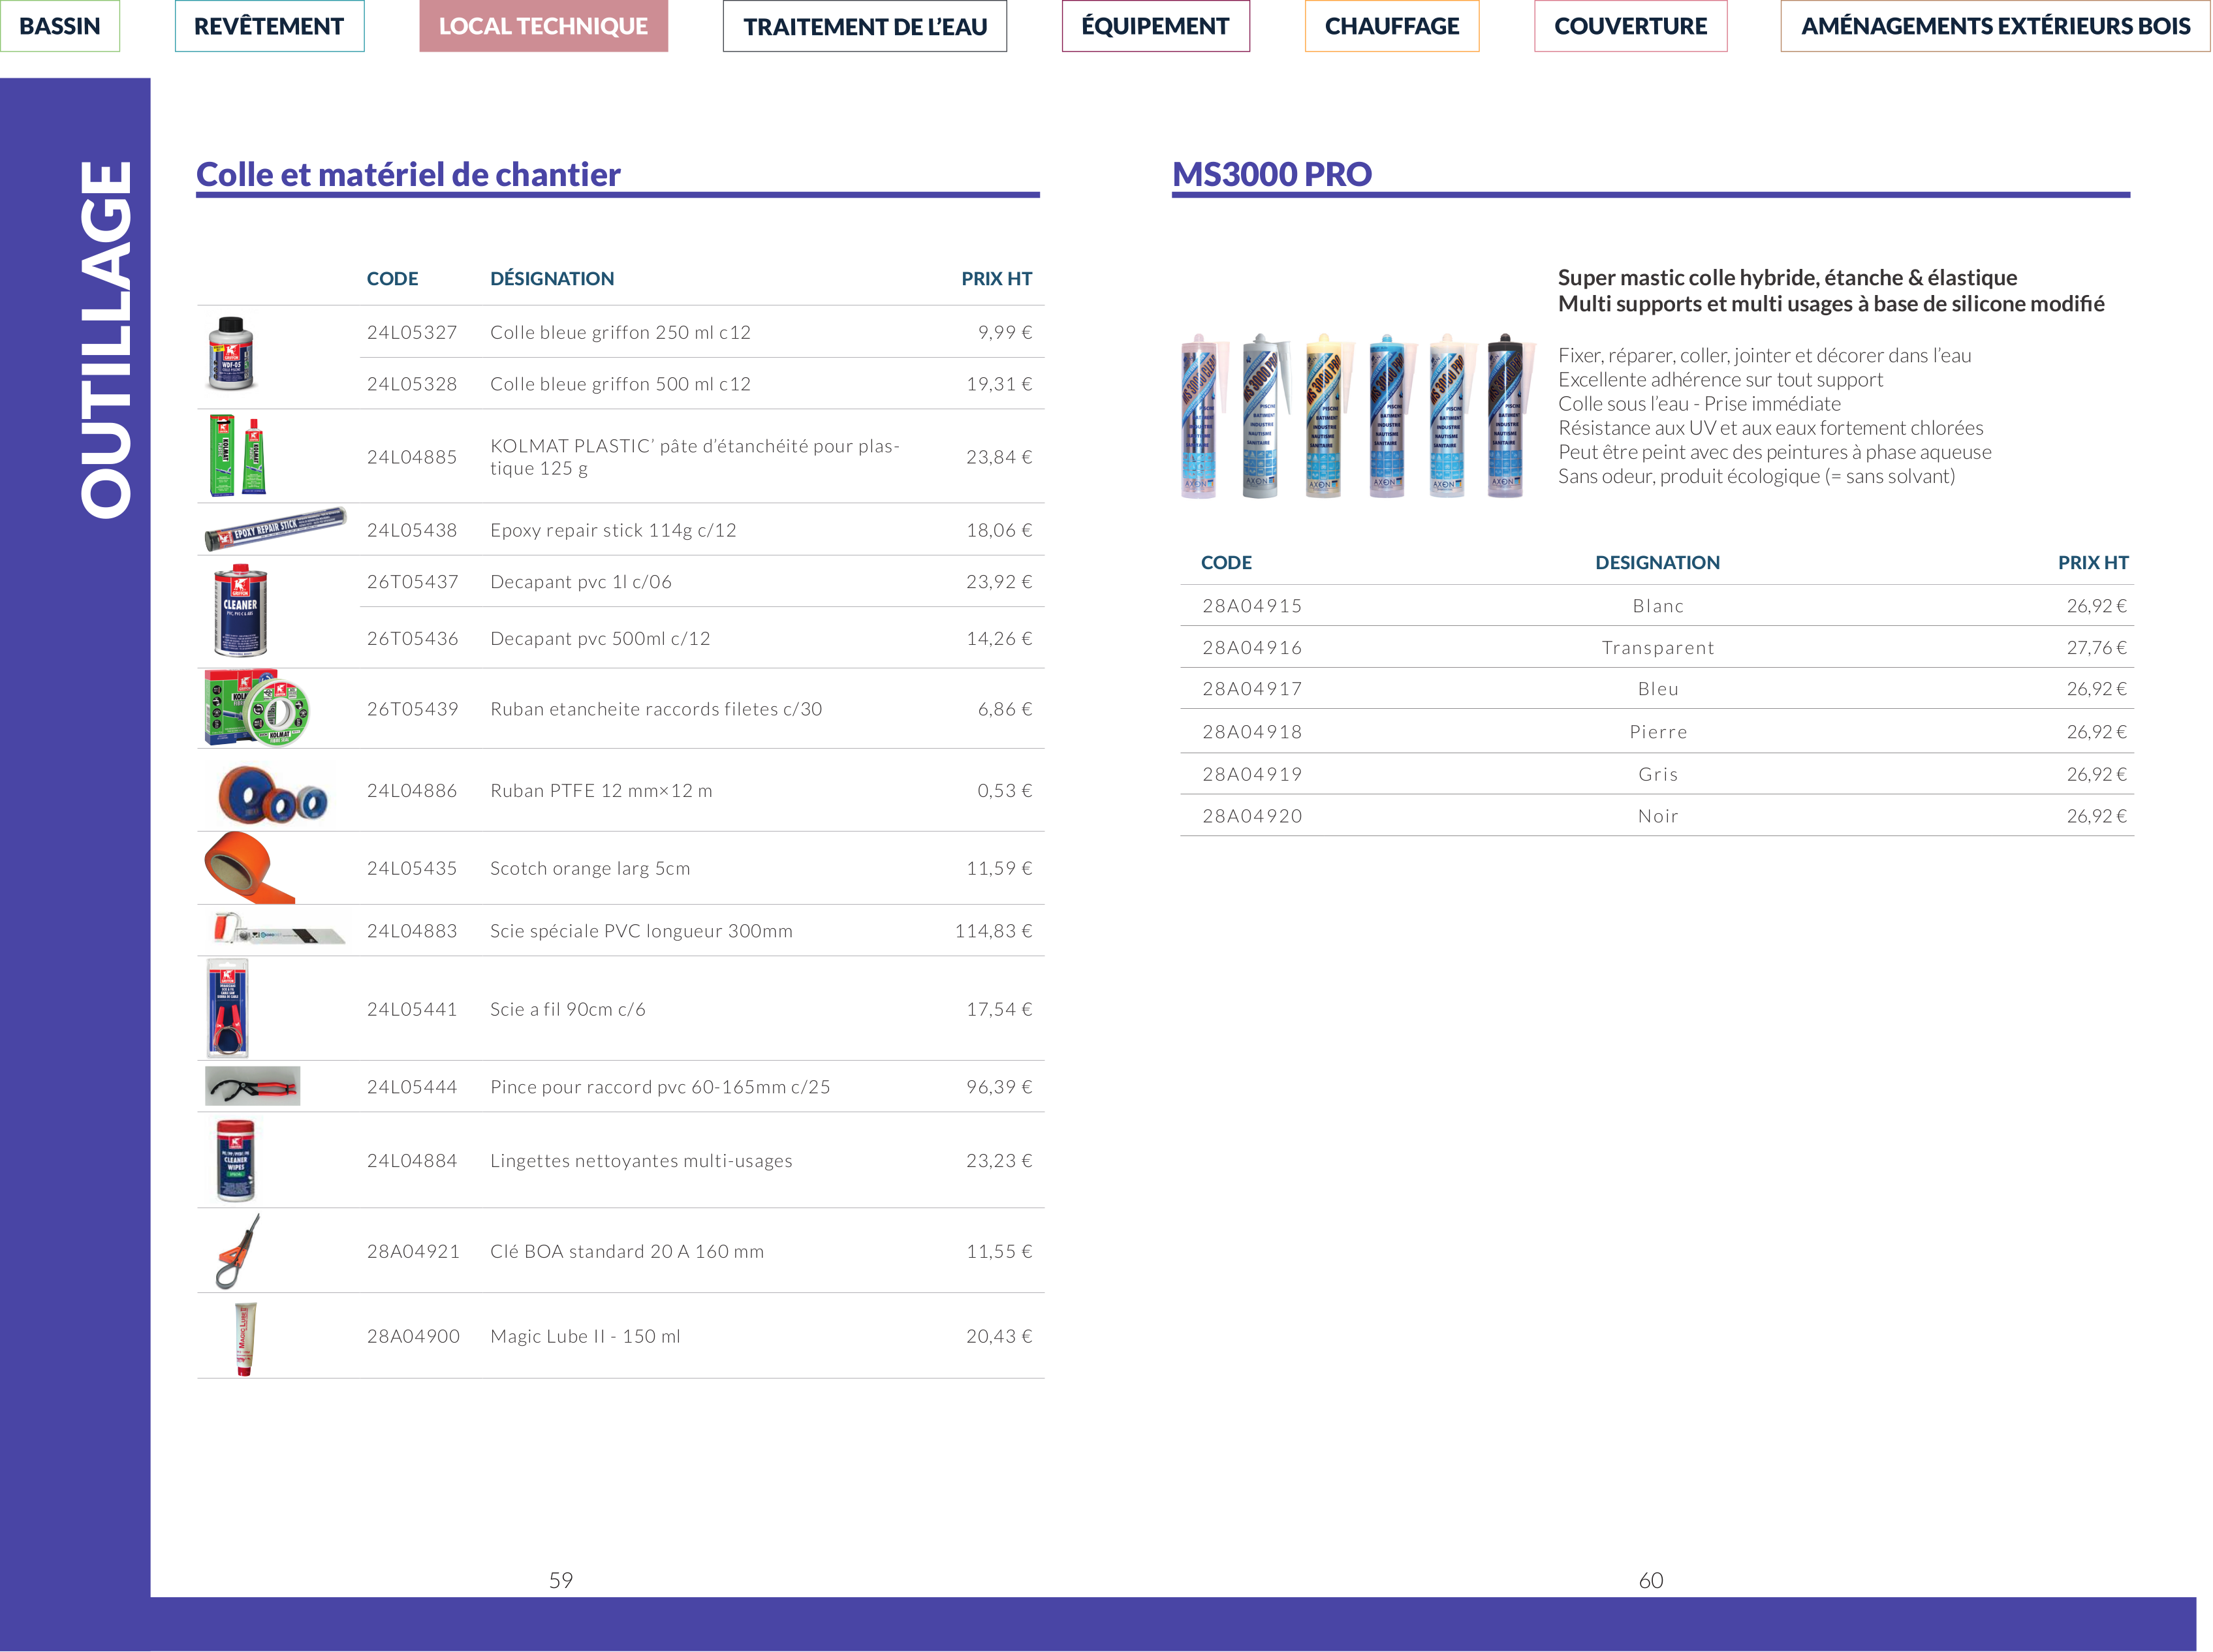 BASSIN
REVÊTEMENT
LOCAL TECHNIQUE
TRAITEMENT DE L’EAU
ÉQUIPEMENT
CHAUFFAGE
COUVERTURE
AMÉNAGEMENTS EXTÉRIEURS BOIS
OUTILLAGE
Colle et matériel de chantier
CODE DÉSIGNATION PRIX HT
24L05327 Colle bleue griffon 250 ml c12 9,99 €
24L05328 Colle bleue griffon 500 ml c12 19,31 €
24L04885 KOLMAT PLASTIC’ pâte d’étanchéité pour plas-
tique 125 g 23,84 €
24L05438 Epoxy repair stick 114g c/12 18,06 €
26T05437 Decapant pvc 1l c/06 23,92 €
26T05436 Decapant pvc 500ml c/12 14,26 €
26T05439 Ruban etancheite raccords filetes c/30 6,86 €
24L04886 Ruban PTFE 12 mm×12 m 0,53 €
24L05435 Scotch orange larg 5cm 11,59 €
24L04883 Scie spéciale PVC longueur 300mm 114,83 €
24L05441 Scie a fil 90cm c/6 17,54 €
24L05444 Pince pour raccord pvc 60-165mm c/25 96,39 €
24L04884 Lingettes nettoyantes multi-usages 23,23 €
28A04921 Clé BOA standard 20 A 160 mm 11,55 €
28A04900 Magic Lube II - 150 ml 20,43 €
59
MS3000 PRO
Super mastic colle hybride, étanche & élastique
Multi supports et multi usages à base de silicone modifié
Fixer, réparer, coller, jointer et décorer dans l’eau
Excellente adhérence sur tout support
Colle sous l’eau - Prise immédiate
Résistance aux UV et aux eaux fortement chlorées
Peut être peint avec des peintures à phase aqueuse
Sans odeur, produit écologique (= sans solvant)
CODE DESIGNATION PRIX HT
28A04915 Blanc 26,92 €
28A04916 Transparent 27,76 €
28A04917 Bleu 26,92 €
28A04918 Pierre 26,92 €
28A04919 Gris 26,92 €
28A04920 Noir 26,92 €
60